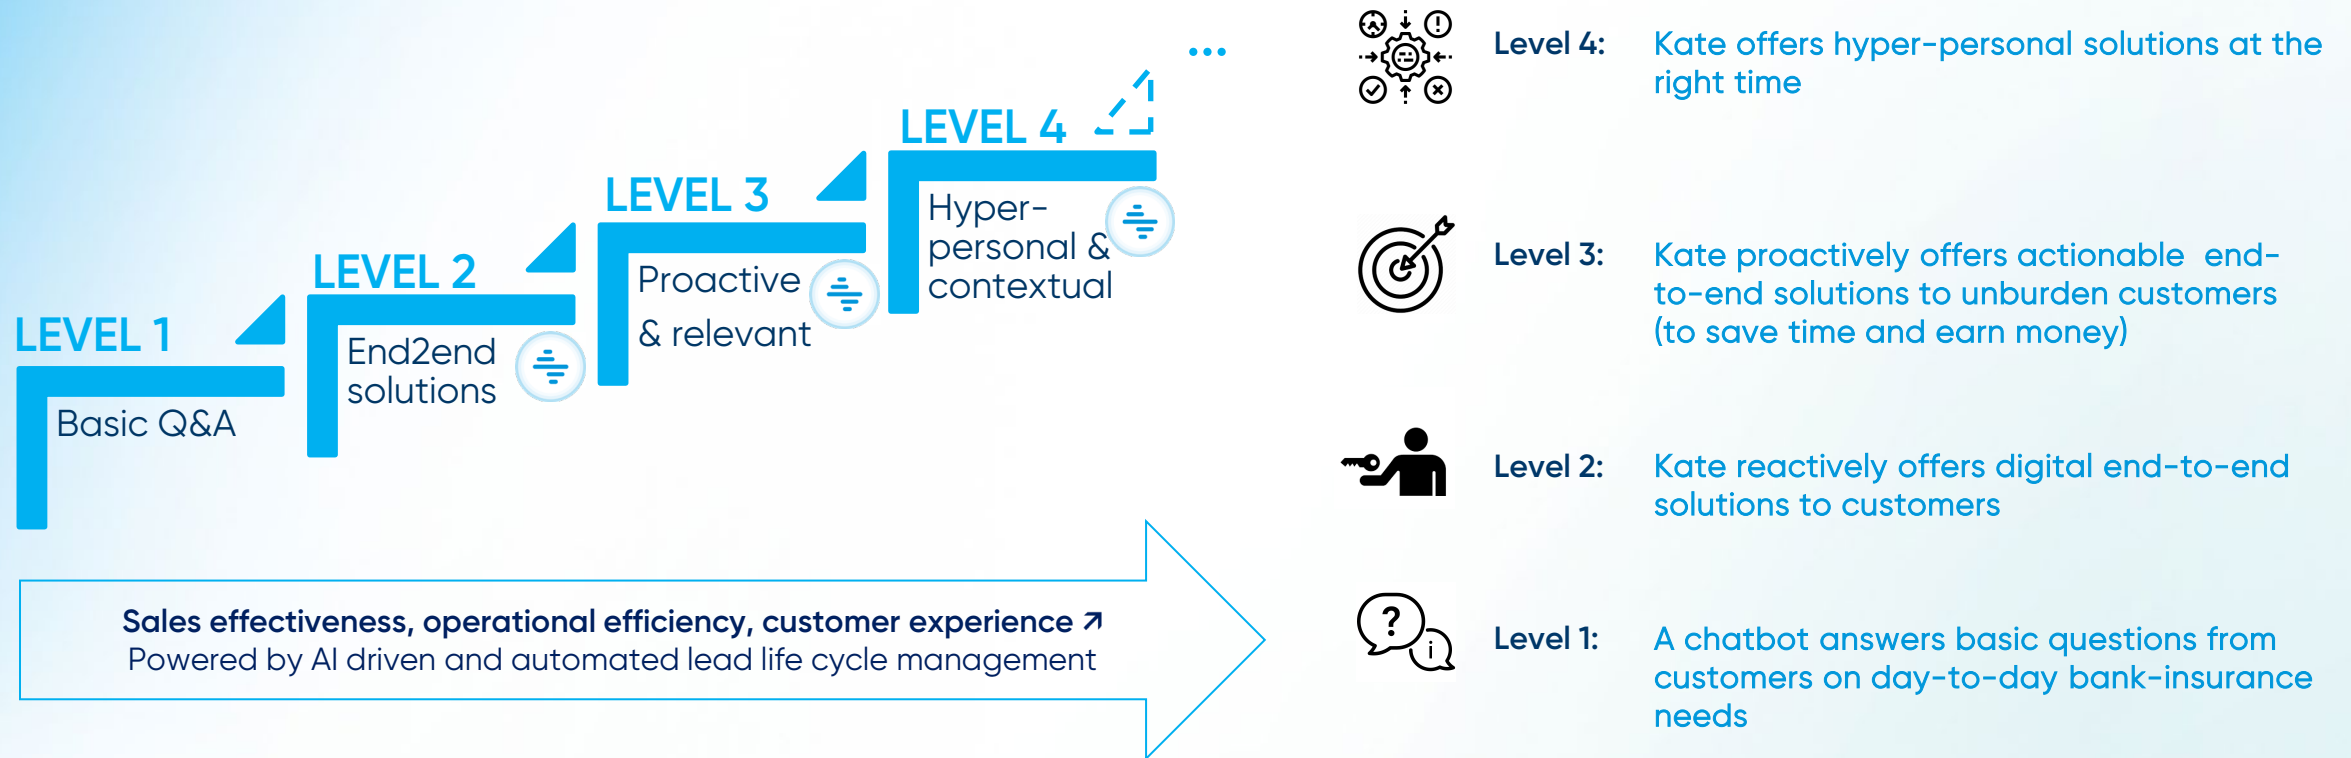 ...
LEVEL 4
LEVEL 3
Hyper-
personal &
contextual
LEVEL 2
Proactive
& relevant
LEVEL 1
End2end
solutions
Basic Q&A
Sales effectiveness, operational efficiency, customer experience ↗
Powered by AI driven and automated lead life cycle management
Level 4: Kate offers hyper-personal solutions at the
right time
Level 3: Kate proactively offers actionable end-
to-end solutions to unburden customers
(to save time and earn money)
Level 2: Kate reactively offers digital end-to-end
solutions to customers
? i
Level 1: A chatbot answers basic questions from
customers on day-to-day bank-insurance
needs